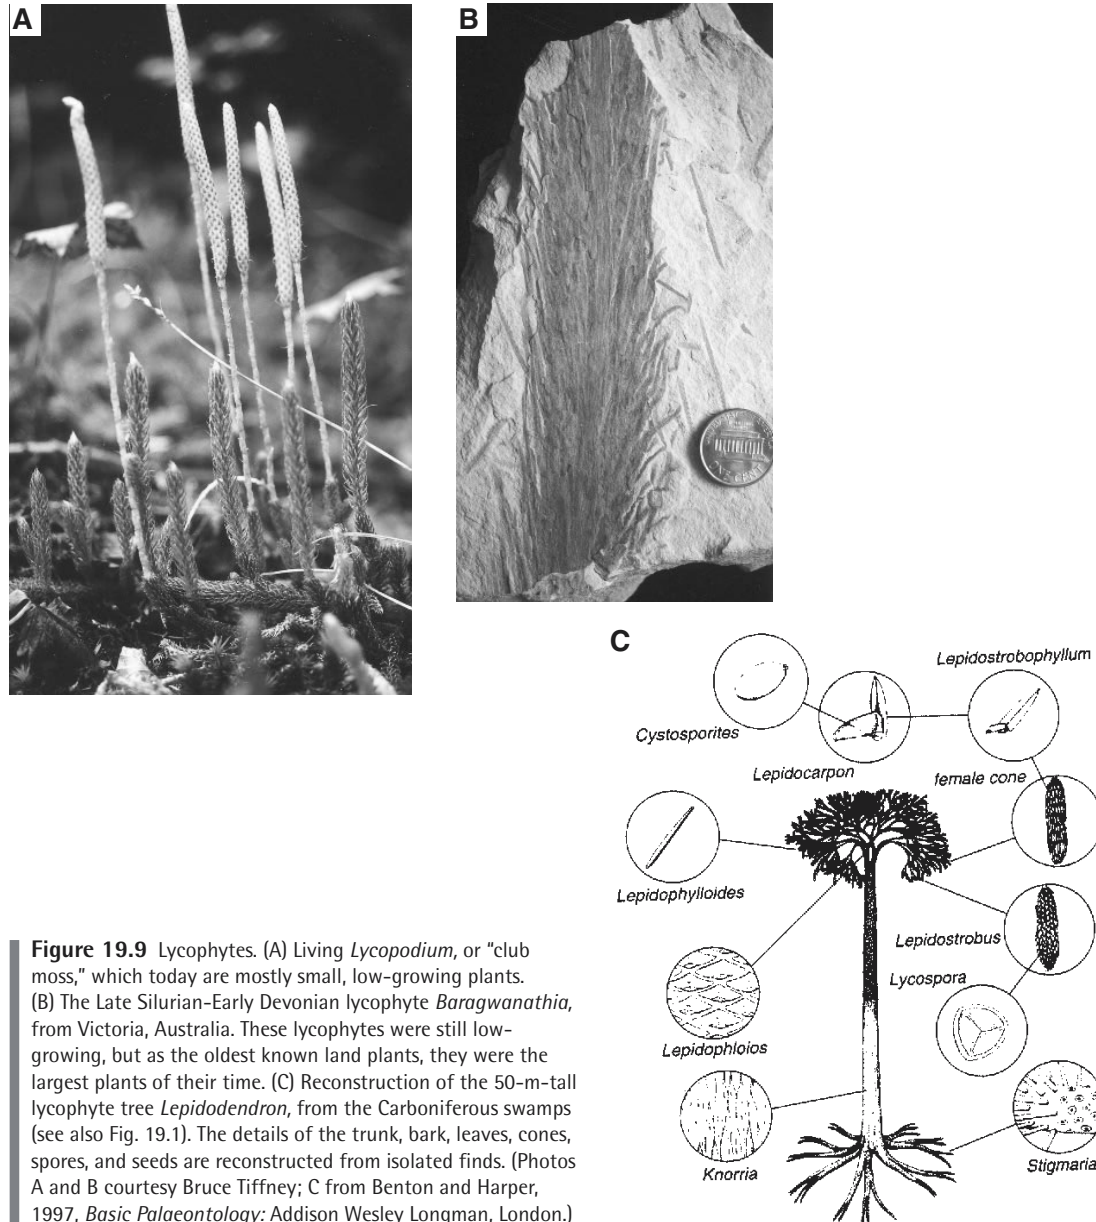 A
B
C
Lepidostrobophyllum
Cystosporites
Lepidocarpon
female cone
Lepidophylloides
Lepidostrobus
Lycospora
Lepidophloios
Knorria
Stigmaria
Figure 19.9 Lycophytes. (A) Living Lycopodium, or "club
moss," which today are mostly small, low-growing plants.
(B) The Late Silurian-Early Devonian lycophyte Baragwanathia,
from Victoria, Australia. These lycophytes were still low-
growing, but as the oldest known land plants, they were the
largest plants of their time. (C) Reconstruction of the 50-m-tall
lycophyte tree Lepidodendron, from the Carboniferous swamps
(see also Fig. 19.1). The details of the trunk, bark, leaves, cones,
spores, and seeds are reconstructed from isolated finds. (Photos
A and B courtesy Bruce Tiffney; C from Benton and Harper,
1997, Basic Palaeontology: Addison Wesley Longman, London.)